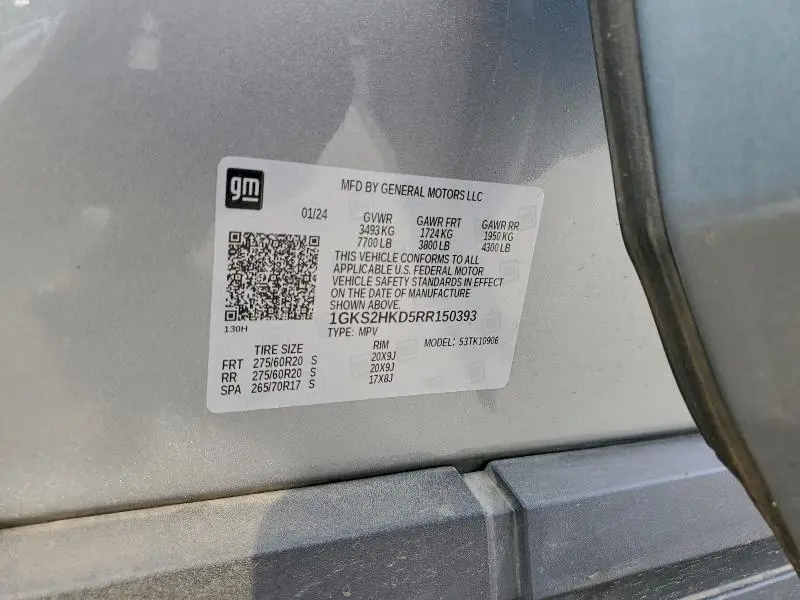 gm
MFD BY GENERAL MOTORS LLC
01/24 GVWR GAWR FRT GAWR RR
3493 KG 1724 KG 1950 KG
7700 LB 3800 LB 4300 LB
THIS VEHICLE CONFORMS TO ALL
APPLICABLE U.S. FEDERAL MOTOR
VEHICLE SAFETY STANDARDS IN EFFECT
ON THE DATE OF MANUFACTURE
SHOWN ABOVE.
1GKS2HKD5RR150393
130H TYPE: MPV MODEL: 53TK10906
TIRE SIZE RIM
FRT 275/60R20 S 20X9J
RR 275/60R20 S 20X9J
SPA 265/70R17 S 17X8J